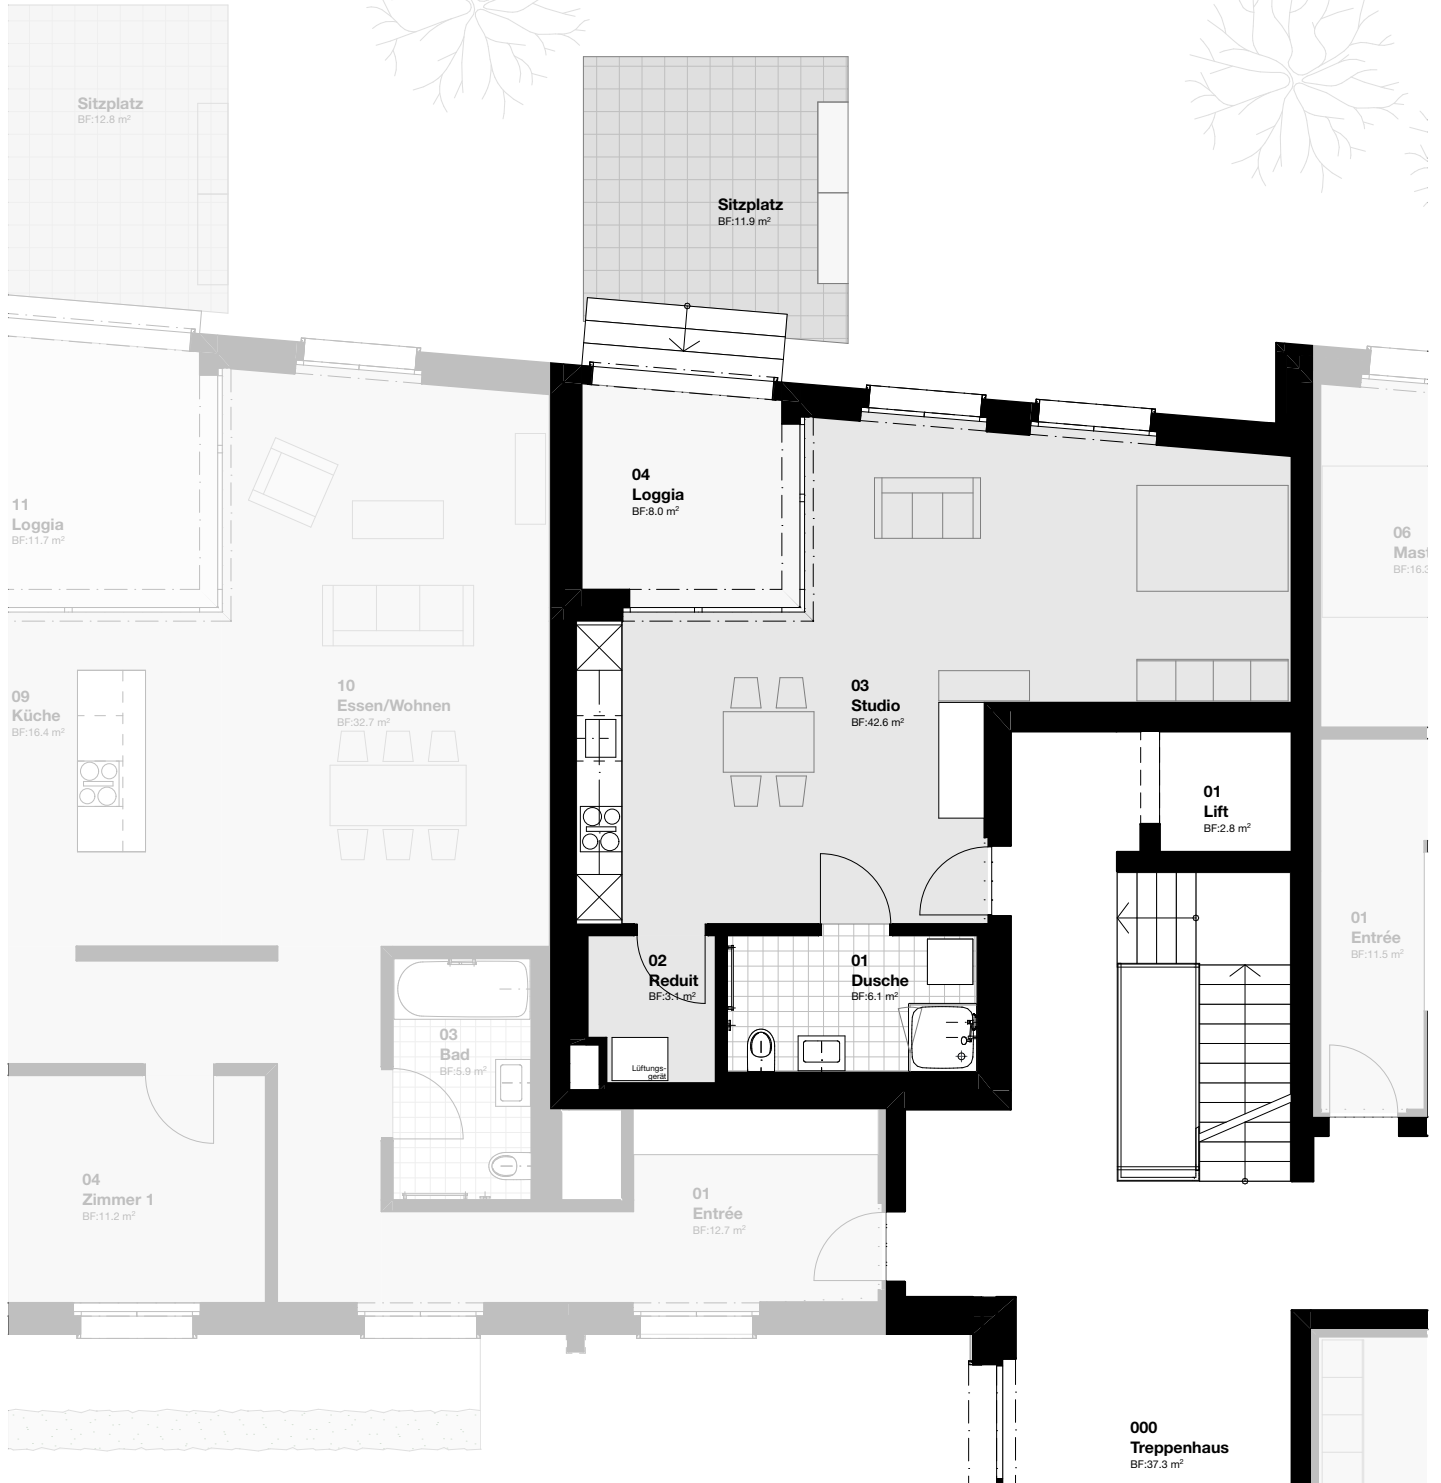 Sitzplatz
BF:12.8 m²
Sitzplatz
BF:11.9 m²
11
Loggia
BF:11.7 m²
04
Loggia
BF:8.0 m²
06
Mast
BF:16.3
09
Küche
BF:16.4 m²
10
Essen/Wohnen
BF:32.7 m²
03
Studio
BF:42.6 m²
01
Lift
BF:2.8 m²
01
Entrée
BF:11.5 m²
02
Reduit
BF:3.1 m²
01
Dusche
BF:6.1 m²
03
Bad
BF:5.9 m²
Lüftungs-
gerät
04
Zimmer 1
BF:11.2 m²
01
Entrée
BF:12.7 m²
000
Treppenhaus
BF:37.3 m²